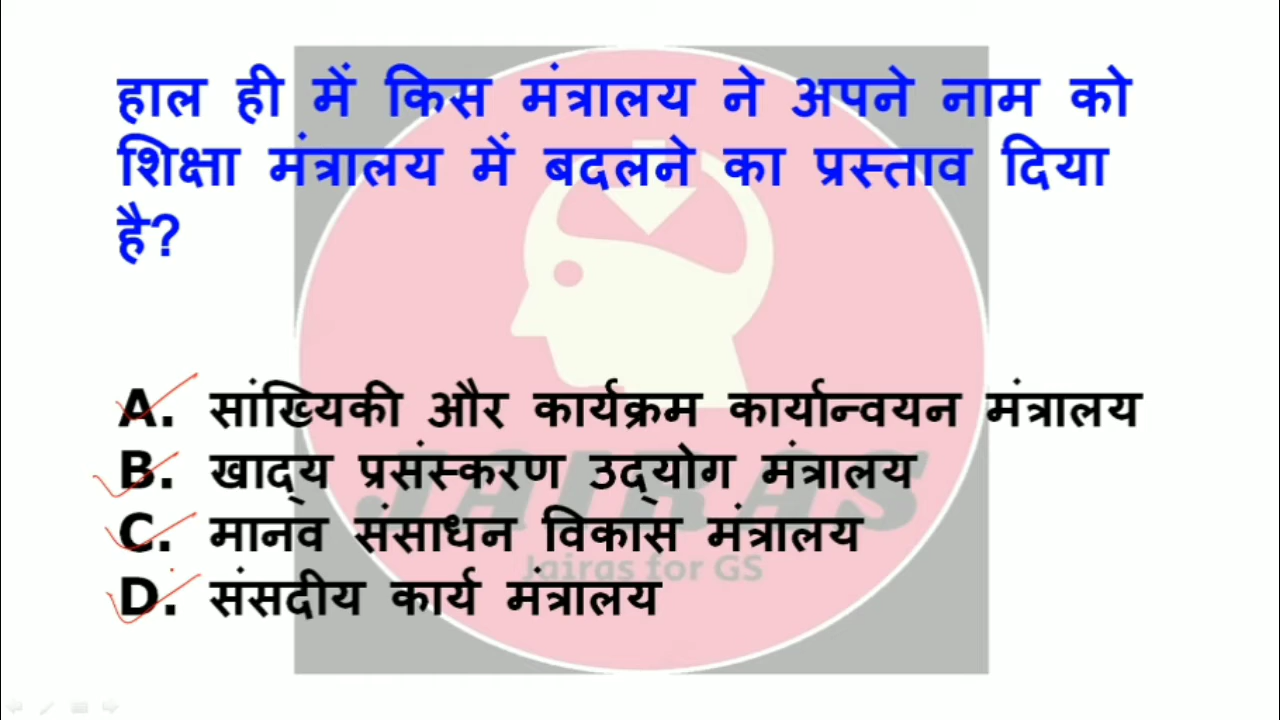 हाल ही में किस मंत्रालय ने अपने नाम को
शिक्षा मंत्रालय में बदलने का प्रस्ताव दिया
है?
A. सांख्यिकी और कार्यक्रम कार्यान्वयन मंत्रालय
B. खाद्य प्रसंस्करण उद्योग मंत्रालय
C. मानव संसाधन विकास मंत्रालय
D. संसदीय कार्य मंत्रालय
JAIRAS
Jairas for GS